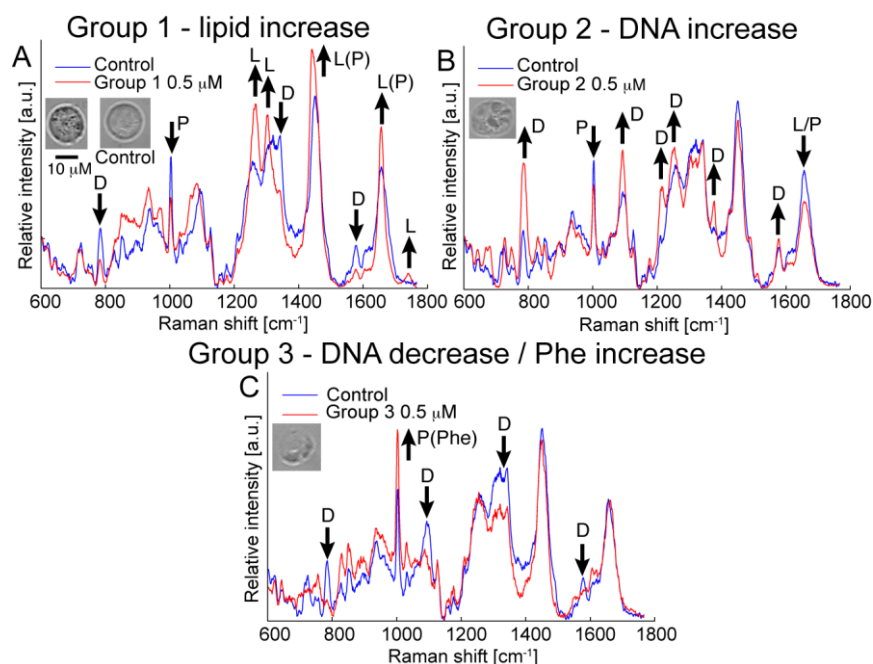 Group 1 - lipid increase
A
Control
Group 1 0.5 μM
10 μM
Control
D
P
L
L
D
L(P)
D
L(P)
L
Relative intensity [a.u.]
600 800 1000 1200 1400 1600 1800
Raman shift [cm-1]
Group 2 - DNA increase
B
Control
Group 2 0.5 μM
D
P
D
D
D
D
D
L/P
Relative intensity [a.u.]
600 800 1000 1200 1400 1600 1800
Raman shift [cm-1]
Group 3 - DNA decrease / Phe increase
C
Control
Group 3 0.5 μM
D
P(Phe)
D
D
D
Relative intensity [a.u.]
600 800 1000 1200 1400 1600 1800
Raman shift [cm-1]